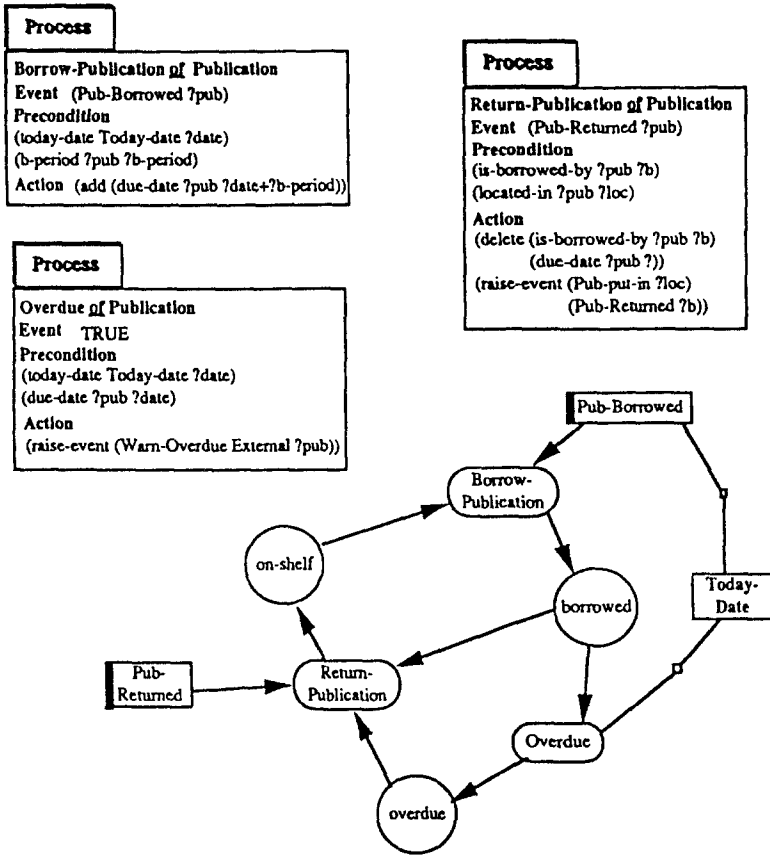 Process
Borrow-Publication of Publication
Event (Pub-Borrowed ?pub)
Precondition
(today-date Today-date ?date)
(b-period ?pub ?b-period)
Action (add (due-date ?pub ?date+?b-period))
Process
Return-Publication of Publication
Event (Pub-Returned ?pub)
Precondition
(is-borrowed-by ?pub ?b)
(located-in ?pub ?loc)
Action
(delete (is-borrowed-by ?pub ?b)
(due-date ?pub ?))
(raise-event (Pub-put-in ?loc)
(Pub-Returned ?b))
Process
Overdue of Publication
Event TRUE
Precondition
(today-date Today-date ?date)
(due-date ?pub ?date)
Action
(raise-event (Warn-Overdue External ?pub))
Pub-Borrowed
Borrow-
Publication
on-shelf
borrowed
Today-
Date
Pub-
Returned
Return-
Publication
Overdue
overdue